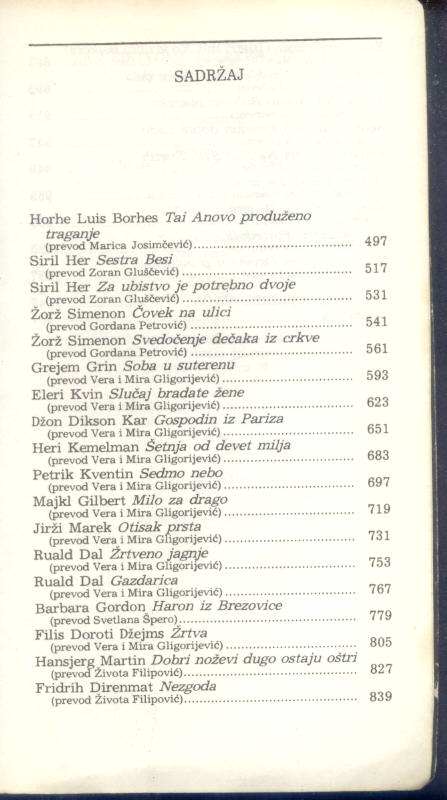 SADRŽAJ
Horhe Luis Borhes Tai Anovo produženo
traganje
(prevod Marica Josimčević) 497
Siril Her Sestra Besi
(prevod Zoran Gluščević) 517
Siril Her Za ubistvo je potrebno dvoje
(prevod Zoran Gluščević) 531
Žorž Simenon Čovek na ulici
(prevod Gordana Petrović) 541
Žorž Simenon Svedočenje dečaka iz crkve
(prevod Gordana Petrović) 561
Grejem Grin Soba u suterenu
(prevod Vera i Mira Gligorijević) 593
Eleri Kvin Slučaj bradate žene
(prevod Vera i Mira Gligorijević) 623
Džon Dikson Kar Gospodin iz Pariza
(prevod Vera i Mira Gligorijević) 651
Heri Kemelman Šetnja od devet milja
(prevod Vera i Mira Gligorijević) 683
Petrik Kventin Sedmo nebo
(prevod Vera i Mira Gligorijević) 697
Majkl Gilbert Milo za drago
(prevod Vera i Mira Gligorijević) 719
Jirži Marek Otisak prsta
(prevod Vera i Mira Gligorijević) 731
Ruald Dal Žrtveno jagnje
(prevod Vera i Mira Gligorijević) 753
Ruald Dal Gazdarica
(prevod Vera i Mira Gligorijević) 767
Barbara Gordon Haron iz Brezovice
(prevod Svetlana Špero) 779
Filis Doroti Džejms Žrtva
(prevod Vera i Mira Gligorijević) 805
Hansjerg Martin Dobri noževi dugo ostaju oštri
(prevod Života Filipović) 827
Fridrih Direnmat Nezgoda
(prevod Života Filipović) 839